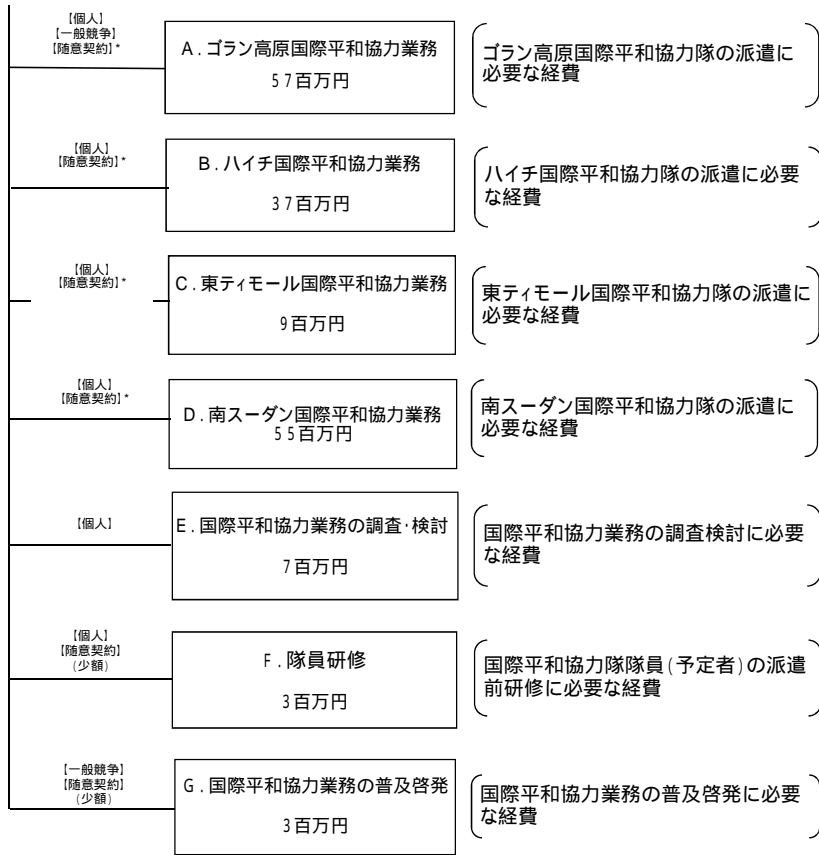 【個人】
【一般競争】
【随意契約】*
A．ゴラン高原国際平和協力業務
57百万円
ゴラン高原国際平和協力隊の派遣に
必要な経費
【個人】
【随意契約】*
B．ハイチ国際平和協力業務
37百万円
ハイチ国際平和協力隊の派遣に必要
な経費
【個人】
【随意契約】*
C．東ティモール国際平和協力業務
9百万円
東ティモール国際平和協力隊の派遣に
必要な経費
【個人】
【随意契約】*
D．南スーダン国際平和協力業務
55百万円
南スーダン国際平和協力隊の派遣に
必要な経費
【個人】
E．国際平和協力業務の調査・検討
7百万円
国際平和協力業務の調査検討に必要
な経費
【個人】
【随意契約】
(少額)
F．隊員研修
3百万円
国際平和協力隊隊員(予定者)の派遣
前研修に必要な経費
【一般競争】
【随意契約】
(少額)
G．国際平和協力業務の普及啓発
3百万円
国際平和協力業務の普及啓発に必要
な経費